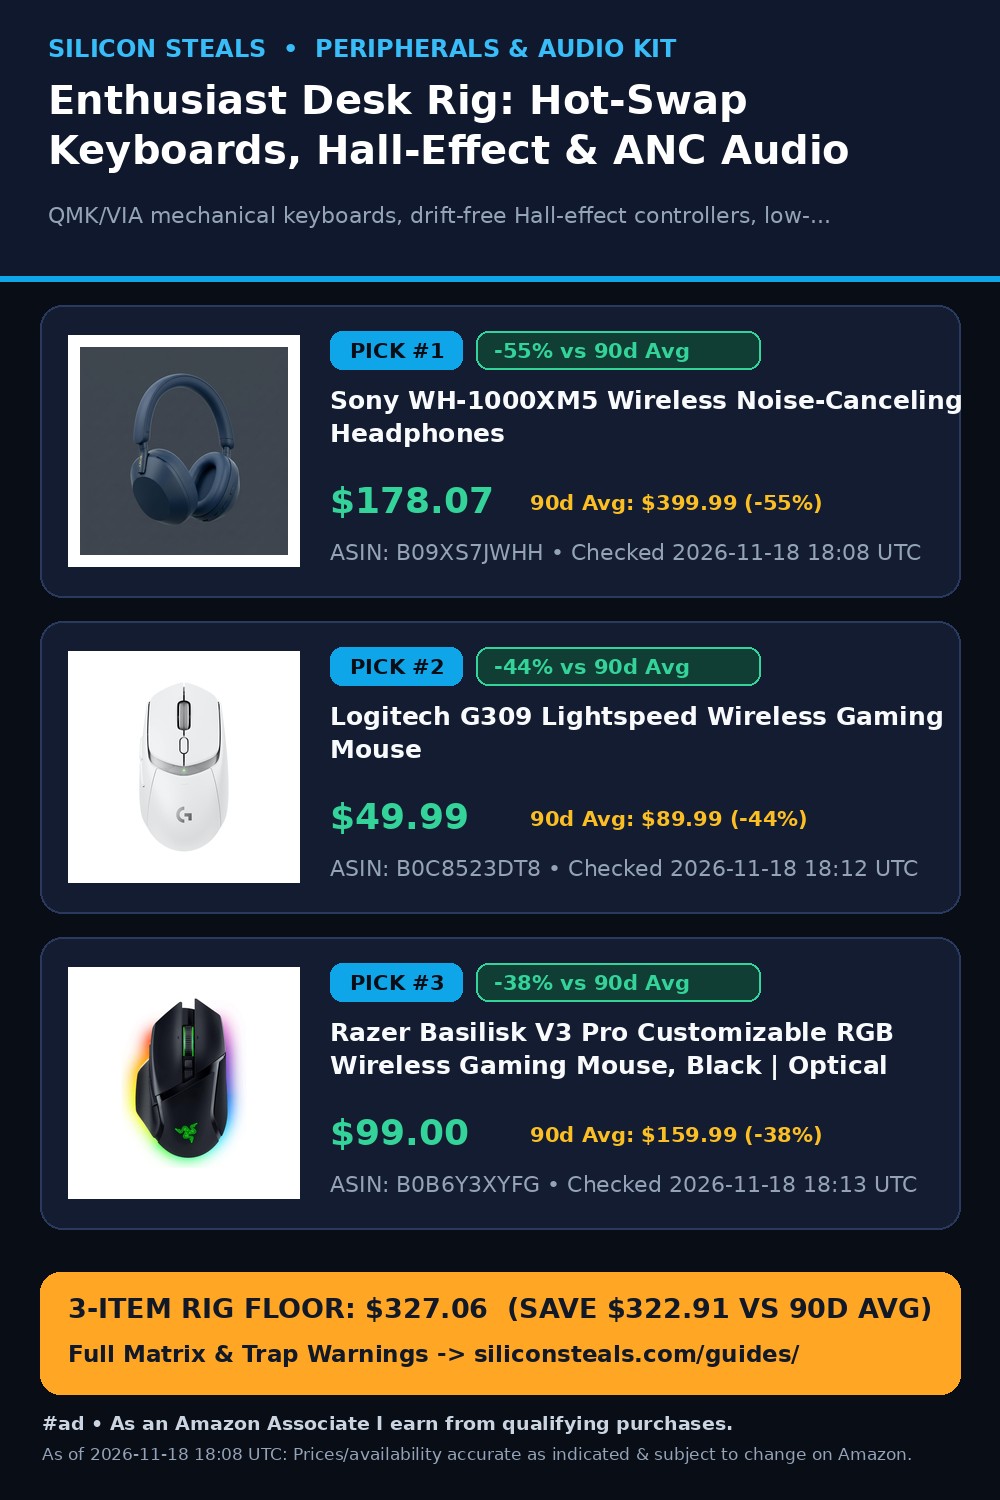 SILICON STEALS • PERIPHERALS & AUDIO KIT
Enthusiast Desk Rig: Hot-Swap
Keyboards, Hall-Effect & ANC Audio
QMK/VIA mechanical keyboards, drift-free Hall-effect controllers, low-...
PICK #1
-55% vs 90d Avg
Sony WH-1000XM5 Wireless Noise-Canceling
Headphones
$178.07
90d Avg: $399.99 (-55%)
ASIN: B09XS7JWHH • Checked 2026-11-18 18:08 UTC
PICK #2
-44% vs 90d Avg
Logitech G309 Lightspeed Wireless Gaming
Mouse
$49.99
90d Avg: $89.99 (-44%)
ASIN: B0C8523DT8 • Checked 2026-11-18 18:12 UTC
PICK #3
-38% vs 90d Avg
Razer Basilisk V3 Pro Customizable RGB
Wireless Gaming Mouse, Black | Optical
$99.00
90d Avg: $159.99 (-38%)
ASIN: B0B6Y3XYFG • Checked 2026-11-18 18:13 UTC
3-ITEM RIG FLOOR: $327.06 (SAVE $322.91 VS 90D AVG)
Full Matrix & Trap Warnings -> siliconsteals.com/guides/
#ad • As an Amazon Associate I earn from qualifying purchases.
As of 2026-11-18 18:08 UTC: Prices/availability accurate as indicated & subject to change on Amazon.